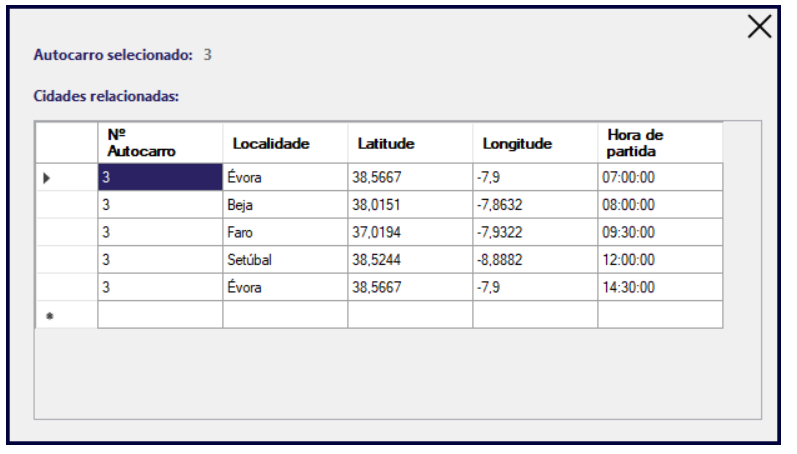 Autocarro selecionado: 3
Cidades relacionadas:
Nº Autocarro Localidade Latitude Longitude Hora de partida
3 Évora 38,5667 -7,9 07:00:00
3 Beja 38,0151 -7,8632 08:00:00
3 Faro 37,0194 -7,9322 09:30:00
3 Setúbal 38,5244 -8,8882 12:00:00
3 Évora 38,5667 -7,9 14:30:00